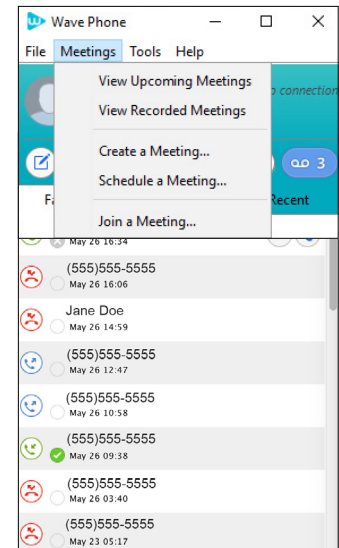 Wave Phone
File Meetings Tools Help
View Upcoming Meetings
View Recorded Meetings
connection
Create a Meeting...
3
Schedule a Meeting...
Recent
Join a Meeting...
May 26 16:34
(555)555-5555
May 26 16:06
Jane Doe
May 26 14:59
(555)555-5555
May 26 12:47
(555)555-5555
May 26 10:58
(555)555-5555
May 26 09:38
(555)555-5555
May 26 03:40
(555)555-5555
May 23 05:17